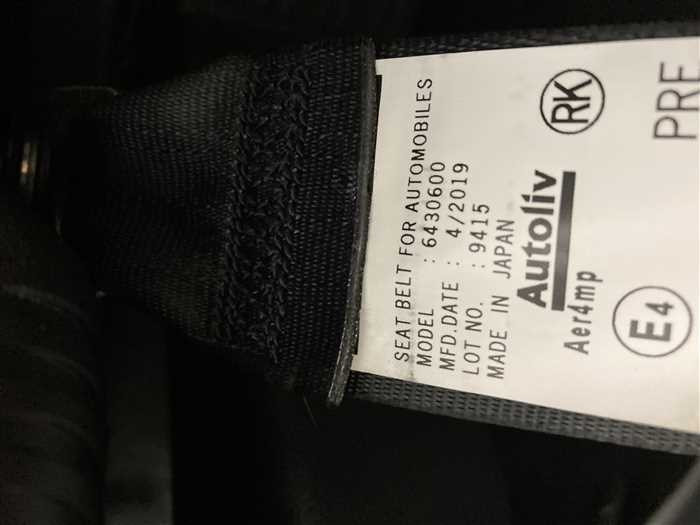 SEAT BELT FOR AUTOMOBILES
MODEL : 6430600
MFD.DATE : 4/2019
LOT NO. : 9415
MADE IN JAPAN
Autoliv
Aer4mp
RK
E4
PRE